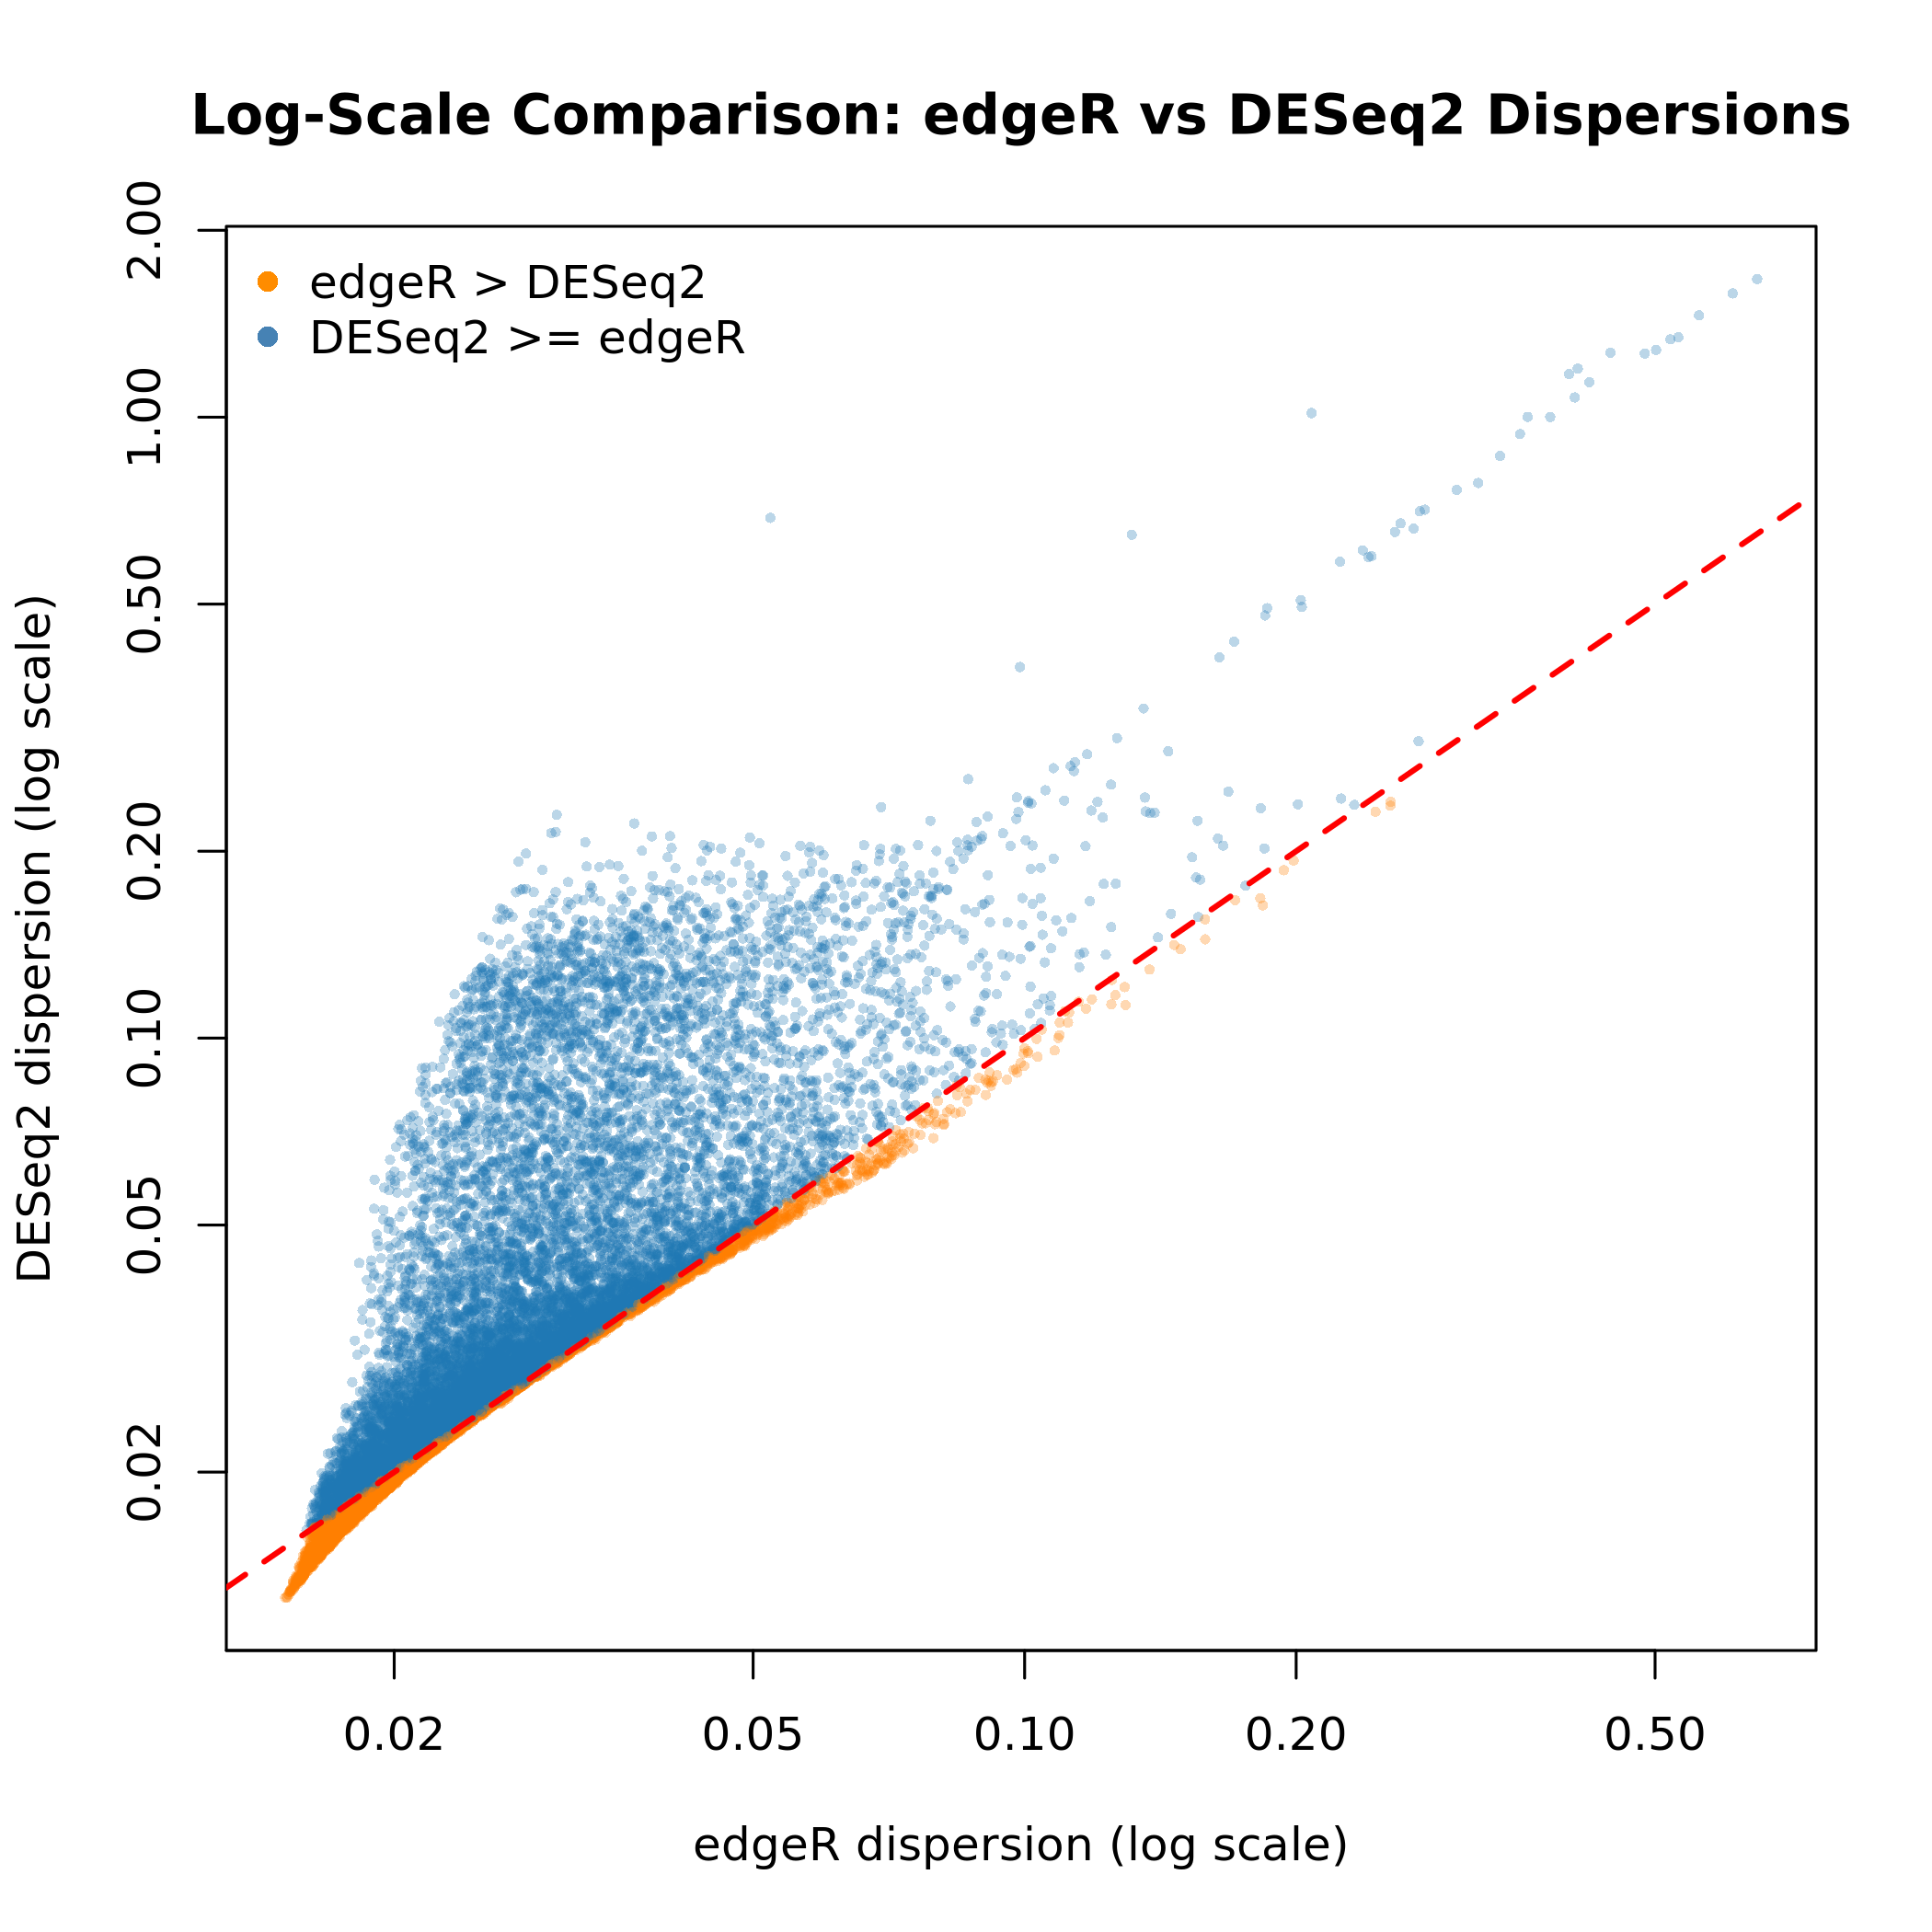 Log-Scale Comparison: edgeR vs DESeq2 Dispersions
edgeR > DESeq2
DESeq2 >= edgeR
DESeq2 dispersion (log scale)
2.00
1.00
0.50
0.20
0.10
0.05
0.02
0.02 0.05 0.10 0.20 0.50
edgeR dispersion (log scale)